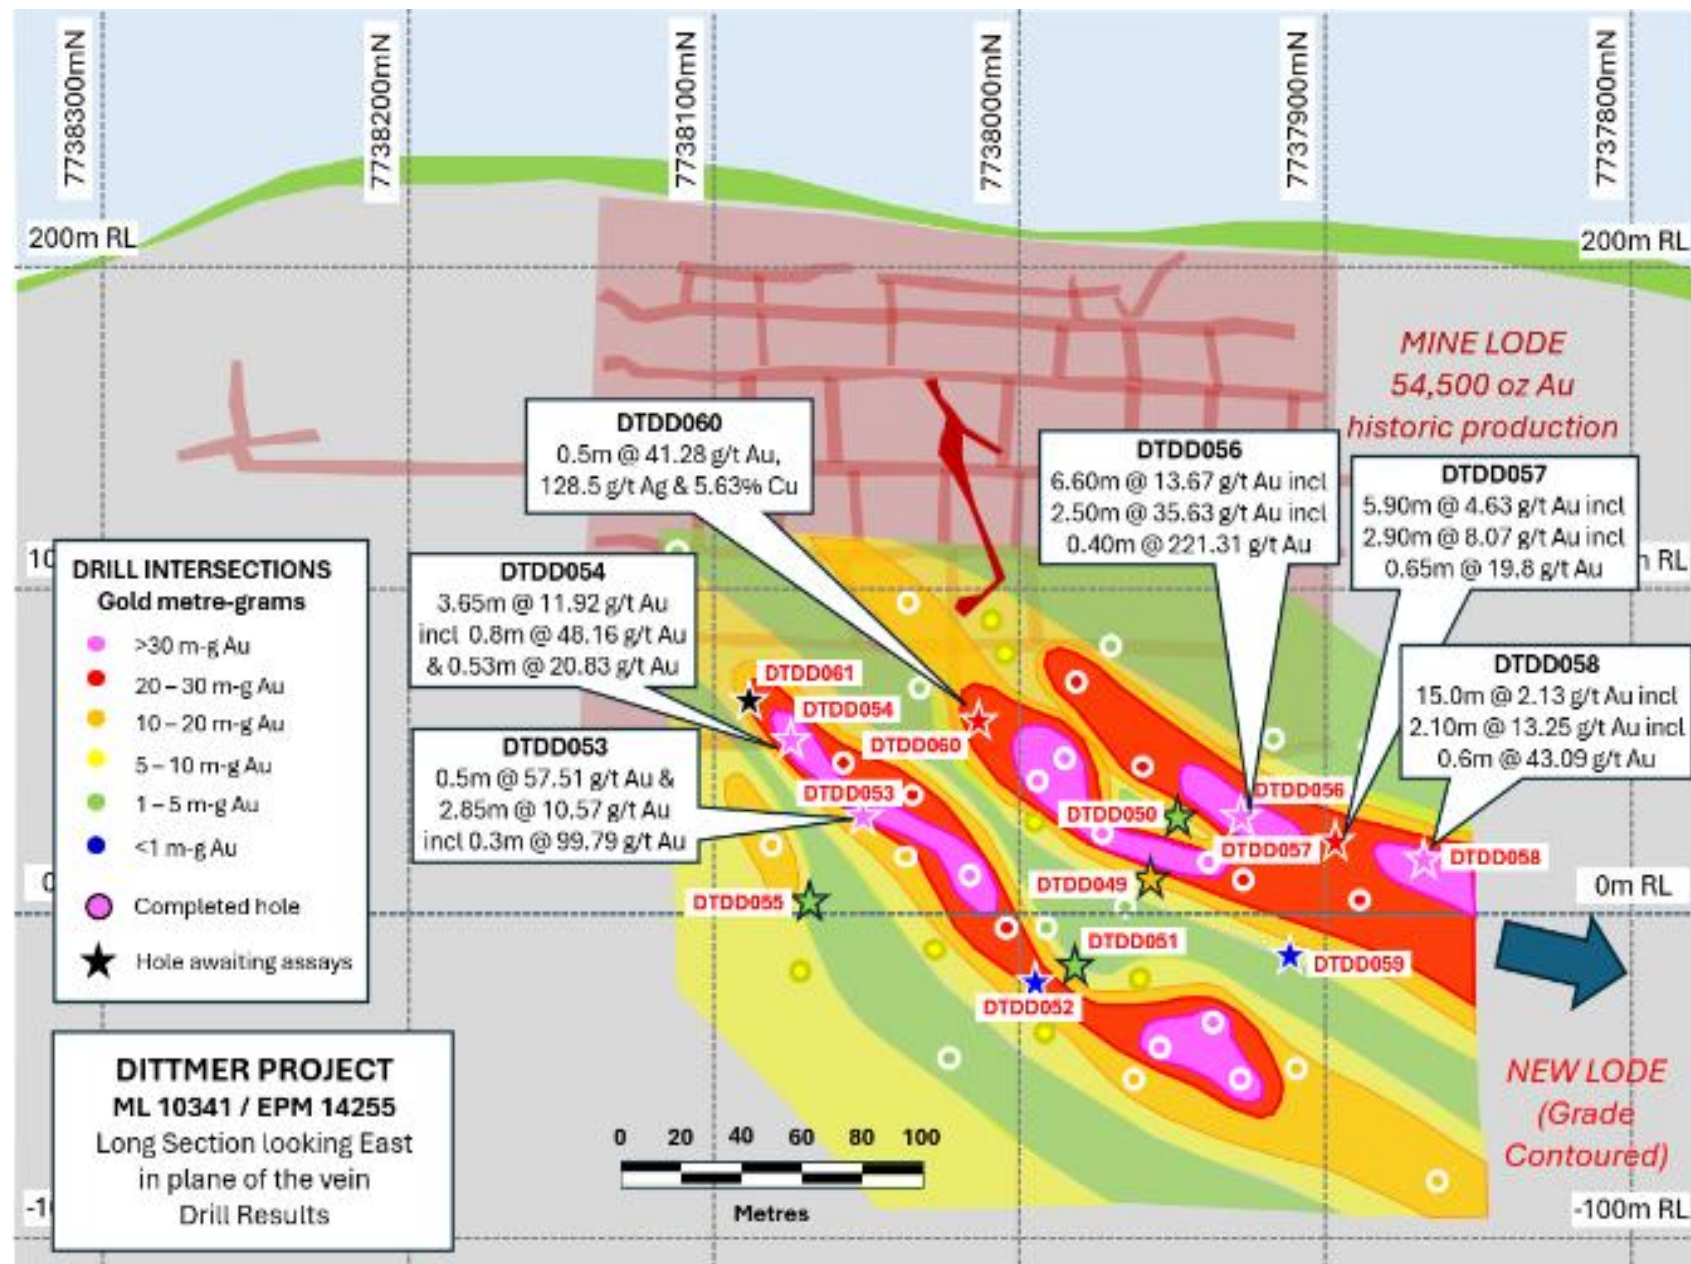 7738300mN
7738200mN
7738100mN
7738000mN
7737900mN
7737800mN
200m RL
200m RL
MINE LODE
54,500 oz Au
historic production
DTDD060
0.5m @ 41.28 g/t Au,
128.5 g/t Ag & 5.63% Cu
DTDD056
6.60m @ 13.67 g/t Au incl
2.50m @ 35.63 g/t Au incl
0.40m @ 221.31 g/t Au
DTDD057
5.90m @ 4.63 g/t Au incl
2.90m @ 8.07 g/t Au incl
0.65m @ 19.8 g/t Au
RL
DTDD054
3.65m @ 11.92 g/t Au
incl 0.8m @ 48.16 g/t Au
& 0.53m @ 20.83 g/t Au
DTDD058
15.0m @ 2.13 g/t Au incl
2.10m @ 13.25 g/t Au incl
0.6m @ 43.09 g/t Au
DTDD053
0.5m @ 57.51 g/t Au &
2.85m @ 10.57 g/t Au
incl 0.3m @ 99.79 g/t Au
DRILL INTERSECTIONS
Gold metre-grams
>30 m-g Au
20 – 30 m-g Au
10 – 20 m-g Au
5 – 10 m-g Au
1 – 5 m-g Au
<1 m-g Au
Completed hole
Hole awaiting assays
DTDD061
DTDD054
DTDD060
DTDD053
DTDD056
DTDD050
DTDD057
DTDD058
DTDD049
DTDD055
DTDD051
DTDD059
DTDD052
0m RL
DITTMER PROJECT
ML 10341 / EPM 14255
Long Section looking East
in plane of the vein
Drill Results
0 20 40 60 80 100
Metres
NEW LODE
(Grade
Contoured)
-100m RL